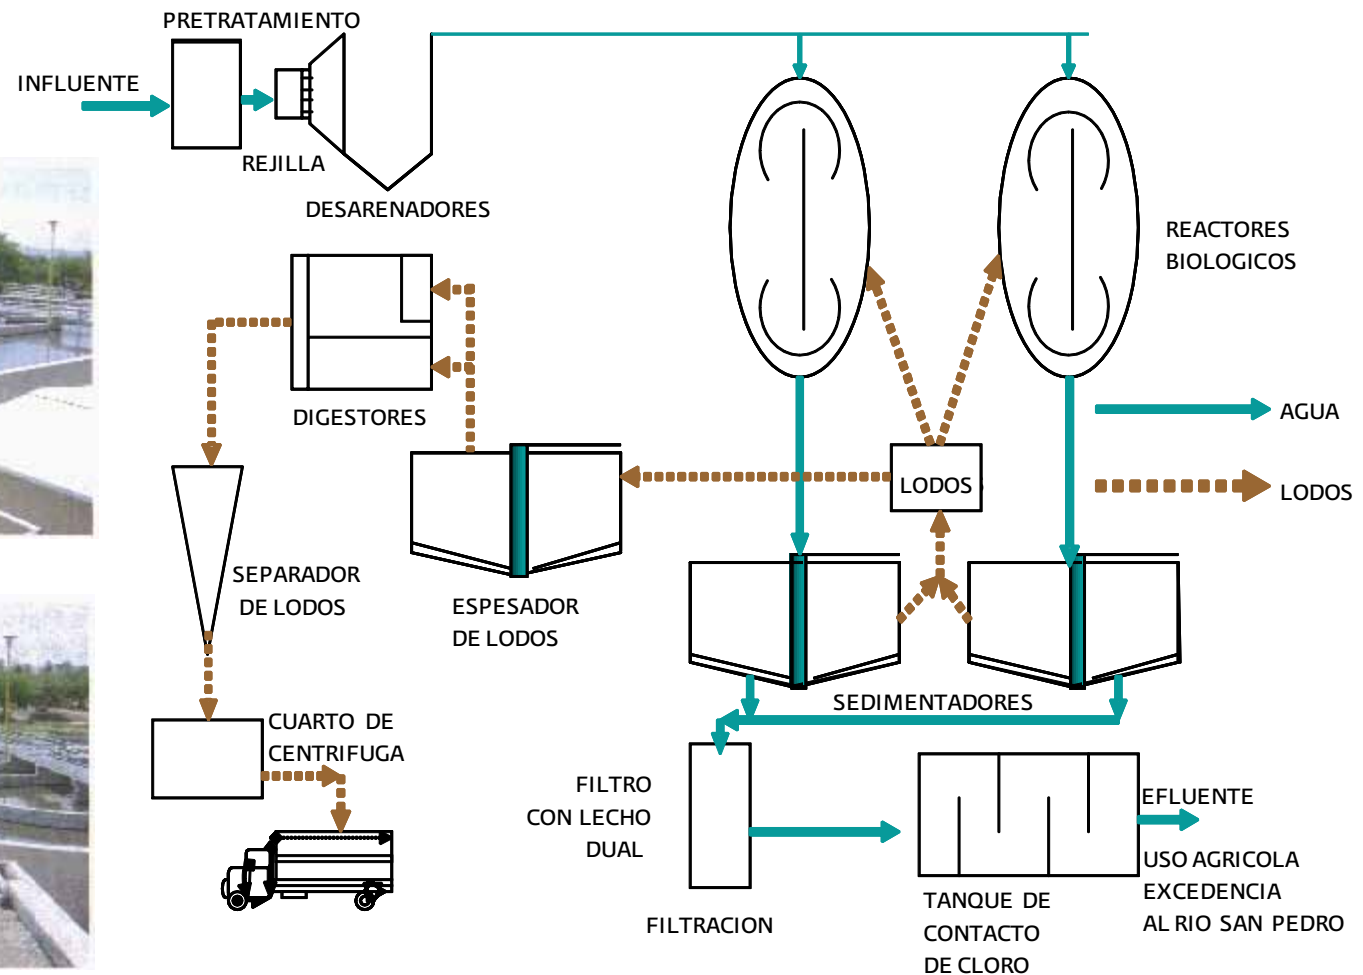 PRETRATAMIENTO
INFLUENTE
REJILLA
DESARENADORES
REACTORES
BIOLOGICOS
DIGESTORES
AGUA
LODOS
LODOS
SEPARADOR
DE LODOS
ESPESADOR
DE LODOS
SEDIMENTADORES
CUARTO DE
CENTRIFUGA
FILTRO
CON LECHO
DUAL
EFLUENTE
USO AGRICOLA
EXCEDENCIA
AL RIO SAN PEDRO
FILTRACION
TANQUE DE
CONTACTO
DE CLORO